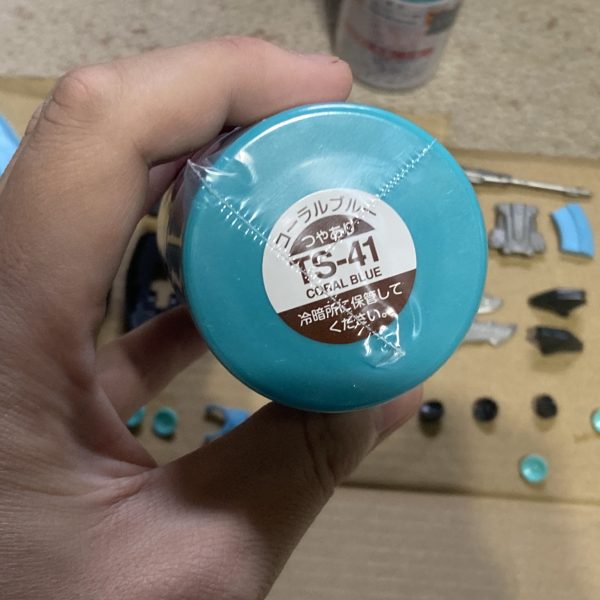 コーラルブルー
つやあり
TS-41
CORAL BLUE
冷暗所に保管して
ください。